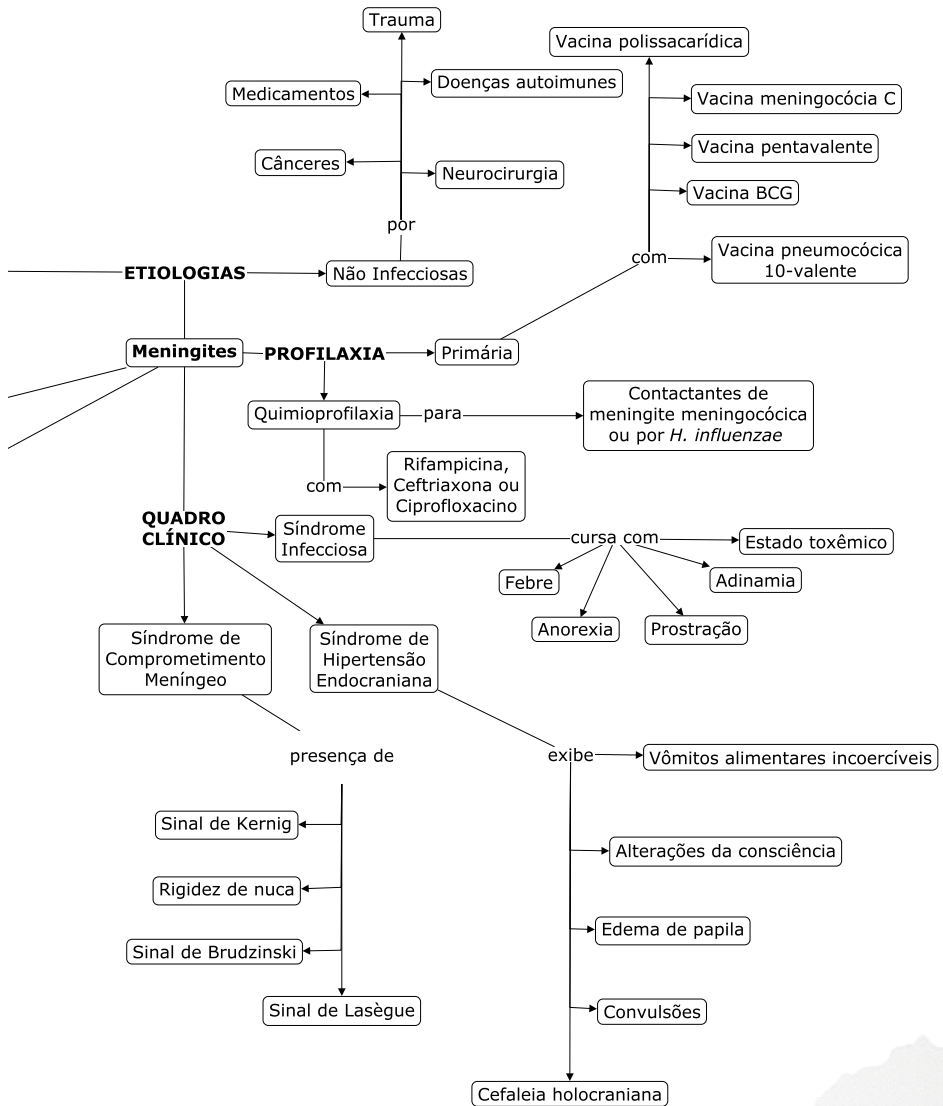 Trauma
Vacina polissacarídica
Doenças autoimunes
Medicamentos
Vacina meningocócia C
Vacina pentavalente
Cânceres
Neurocirurgia
Vacina BCG
por
com
Vacina pneumocócica
10-valente
ETIOLOGIAS
Não Infecciosas
Meningites
PROFILAXIA
Primária
Quimioprofilaxia
para
Contactantes de
meningite meningocócica
ou por H. influenzae
com
Rifampicina,
Ceftriaxona ou
Ciprofloxacino
QUADRO
CLÍNICO
Síndrome
Infecciosa
cursa com
Estado toxêmico
Febre
Adinamia
Anorexia
Prostração
Síndrome de
Comprometimento
Meníngeo
Síndrome de
Hipertensão
Endocraniana
presença de
exibe
Vômitos alimentares incoercíveis
Sinal de Kernig
Alterações da consciência
Rigidez de nuca
Edema de papila
Sinal de Brudzinski
Sinal de Lasègue
Convulsões
Cefaleia holocraniana